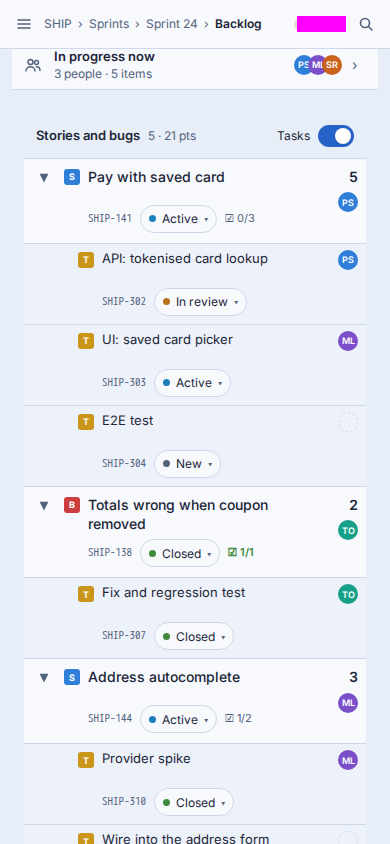 SHIP › Sprints › Sprint 24 › Backlog
In progress now
3 people · 5 items
PS ML SR
Stories and bugs 5 · 21 pts Tasks
S Pay with saved card 5
PS
SHIP-141 Active 0/3
T API: tokenised card lookup PS
SHIP-302 In review
T UI: saved card picker ML
SHIP-303 Active
T E2E test
SHIP-304 New
B Totals wrong when coupon 2
removed TO
SHIP-138 Closed 1/1
T Fix and regression test TO
SHIP-307 Closed
S Address autocomplete 3
ML
SHIP-144 Active 1/2
T Provider spike ML
SHIP-310 Closed
T Wire into the address form